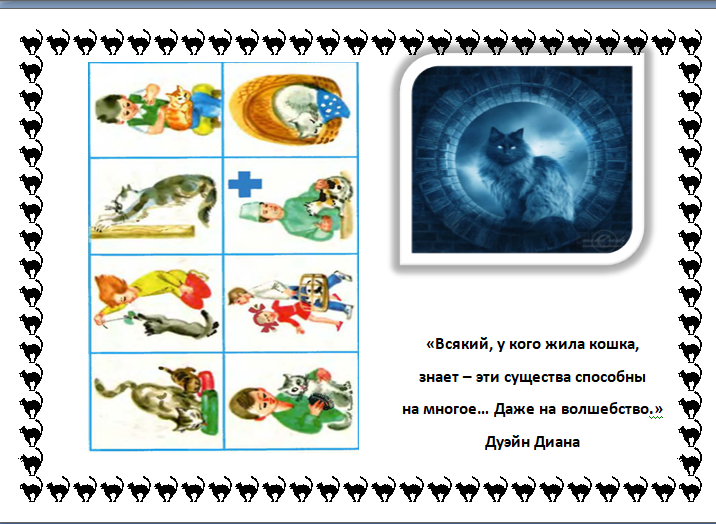 «Всякий, у кого жила кошка,
знает – эти существа способны
на многое… Даже на волшебство.»
Дуэйн Диана